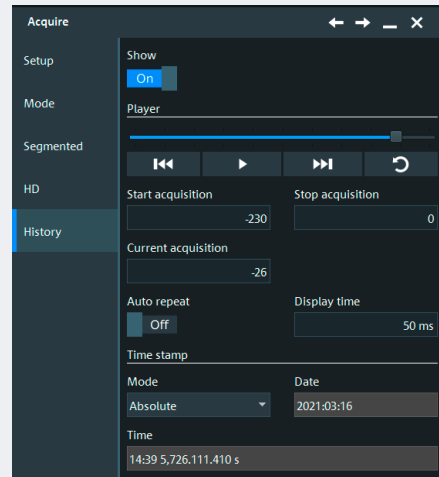 Acquire
Setup
Mode
Segmented
HD
History
Show
On
Player
Start acquisition Stop acquisition
-230 0
Current acquisition
-26
Auto repeat Display time
Off 50 ms
Time stamp
Mode Date
Absolute 2021:03:16
Time
14:39 5,726.111.410 s